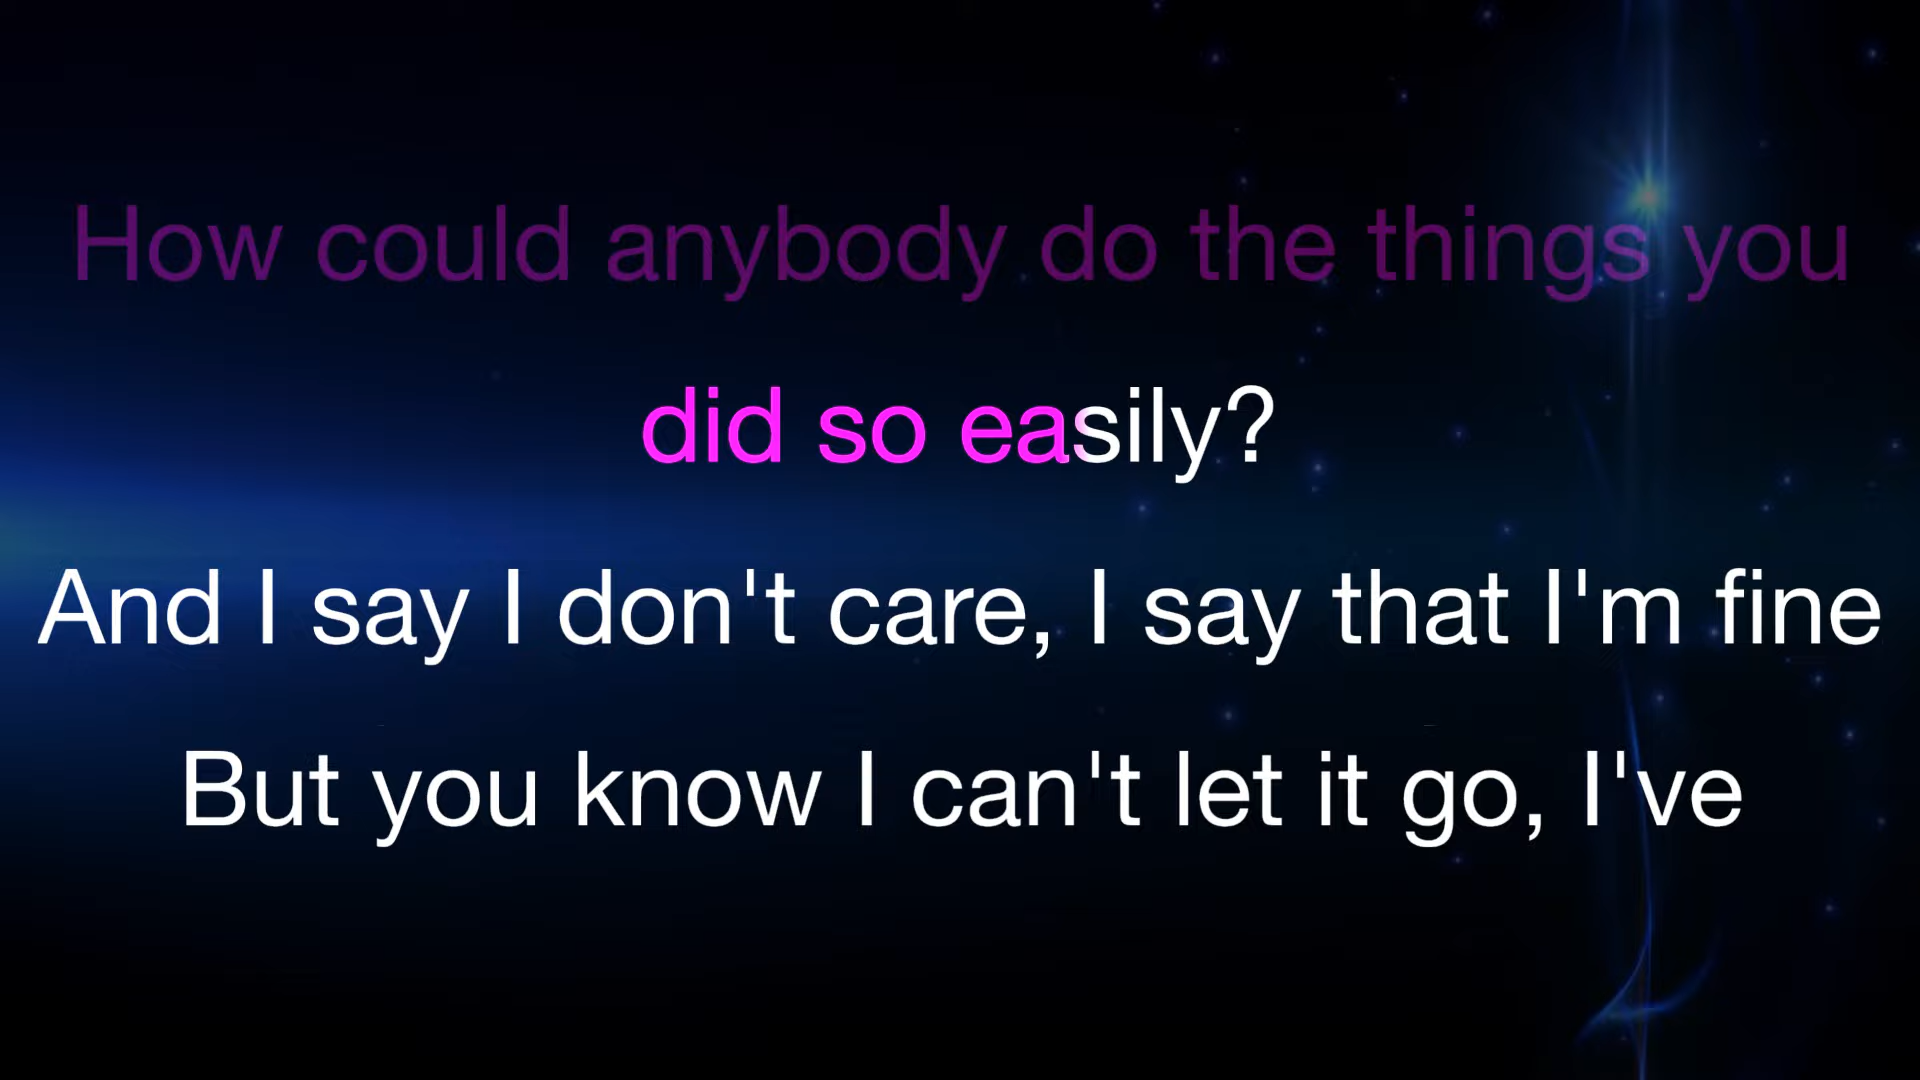 How could anybody do the things you
did so easily?
And I say I don't care, I say that I'm fine
But you know I can't let it go, I've